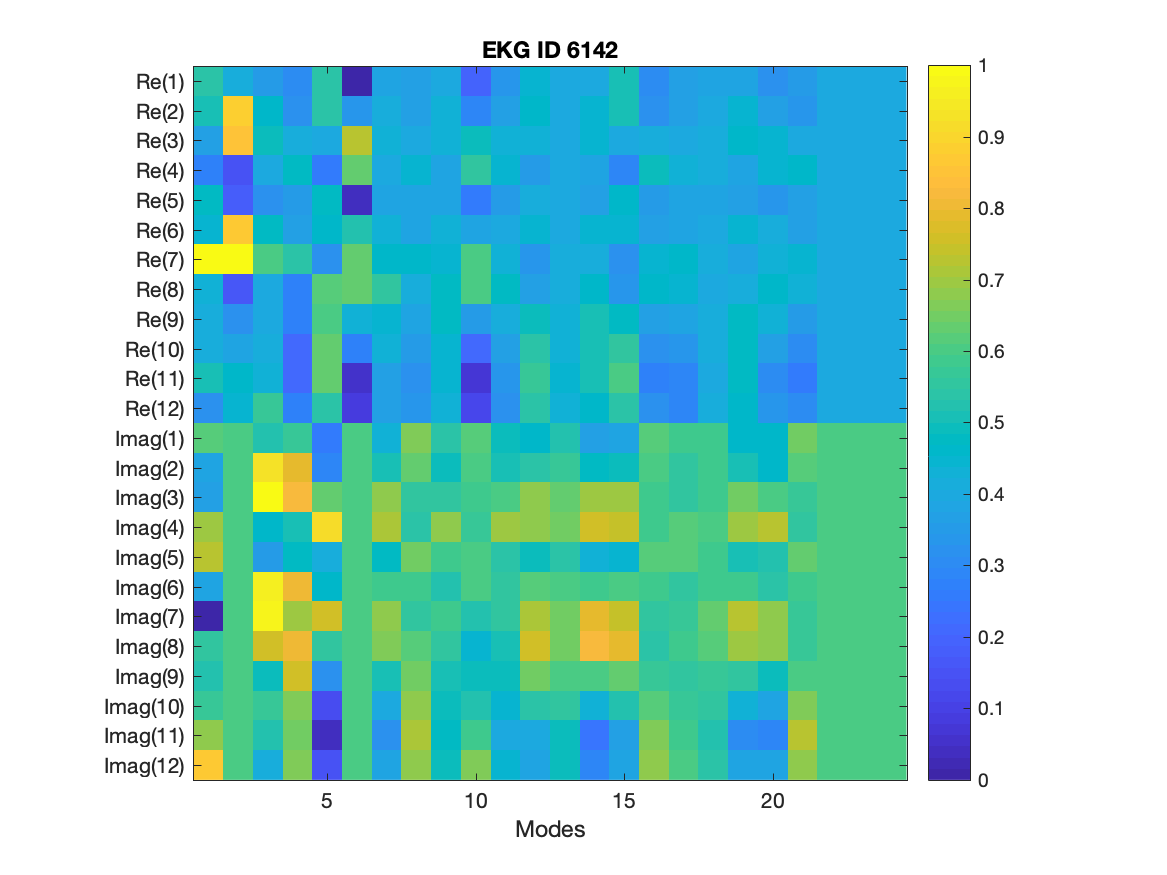 EKG ID 6142
Re(1)
Re(2)
Re(3)
Re(4)
Re(5)
Re(6)
Re(7)
Re(8)
Re(9)
Re(10)
Re(11)
Re(12)
Imag(1)
Imag(2)
Imag(3)
Imag(4)
Imag(5)
Imag(6)
Imag(7)
Imag(8)
Imag(9)
Imag(10)
Imag(11)
Imag(12)
5 10 15 20
Modes
1
0.9
0.8
0.7
0.6
0.5
0.4
0.3
0.2
0.1
0